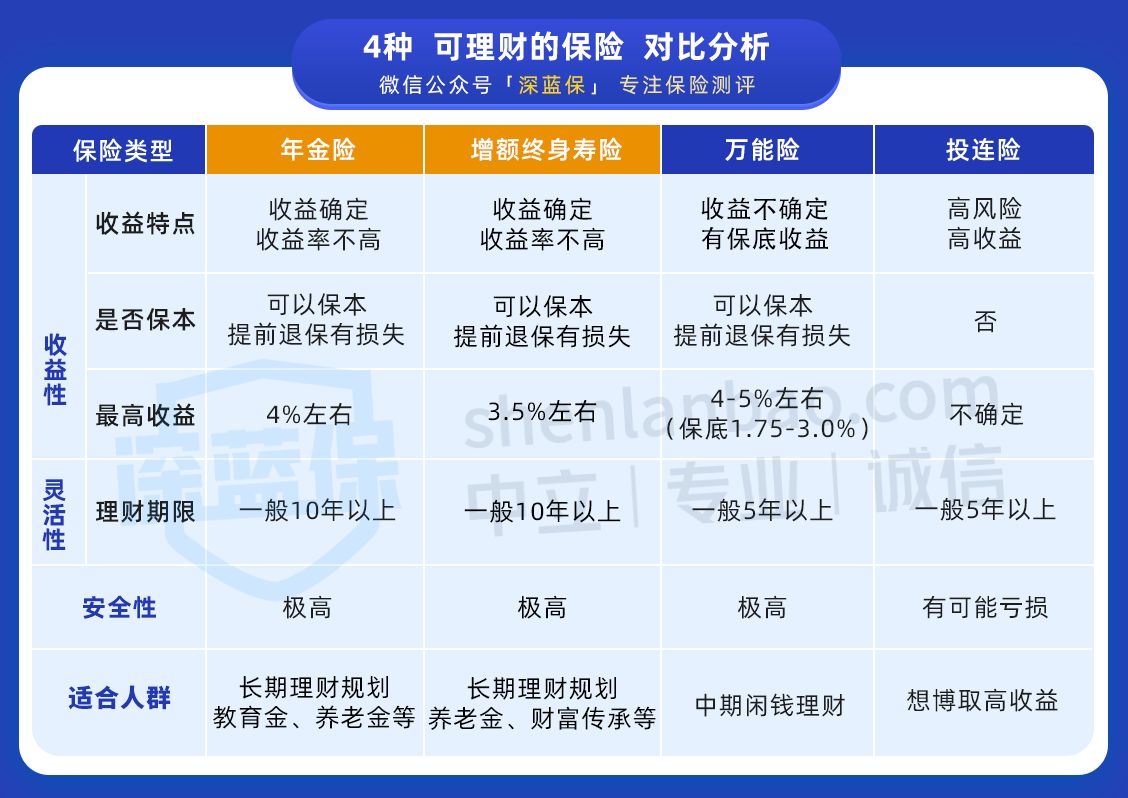 4种 可理财的保险 对比分析
微信公众号「深蓝保」 专注保险测评
保险类型 年金险 增额终身寿险 万能险 投连险
收益性
收益特点
收益确定
收益率不高
收益确定
收益率不高
收益不确定
有保底收益
高风险
高收益
是否保本
可以保本
提前退保有损失
可以保本
提前退保有损失
可以保本
提前退保有损失
否
最高收益
4%左右
3.5%左右
4-5%左右
(保底1.75-3.0%)
不确定
灵活性
理财期限
一般10年以上
一般10年以上
一般5年以上
一般5年以上
安全性
极高
极高
极高
有可能亏损
适合人群
长期理财规划
教育金、养老金等
长期理财规划
养老金、财富传承等
中期闲钱理财
想博取高收益
深蓝保
shenlanbao.com
中立｜专业｜诚信